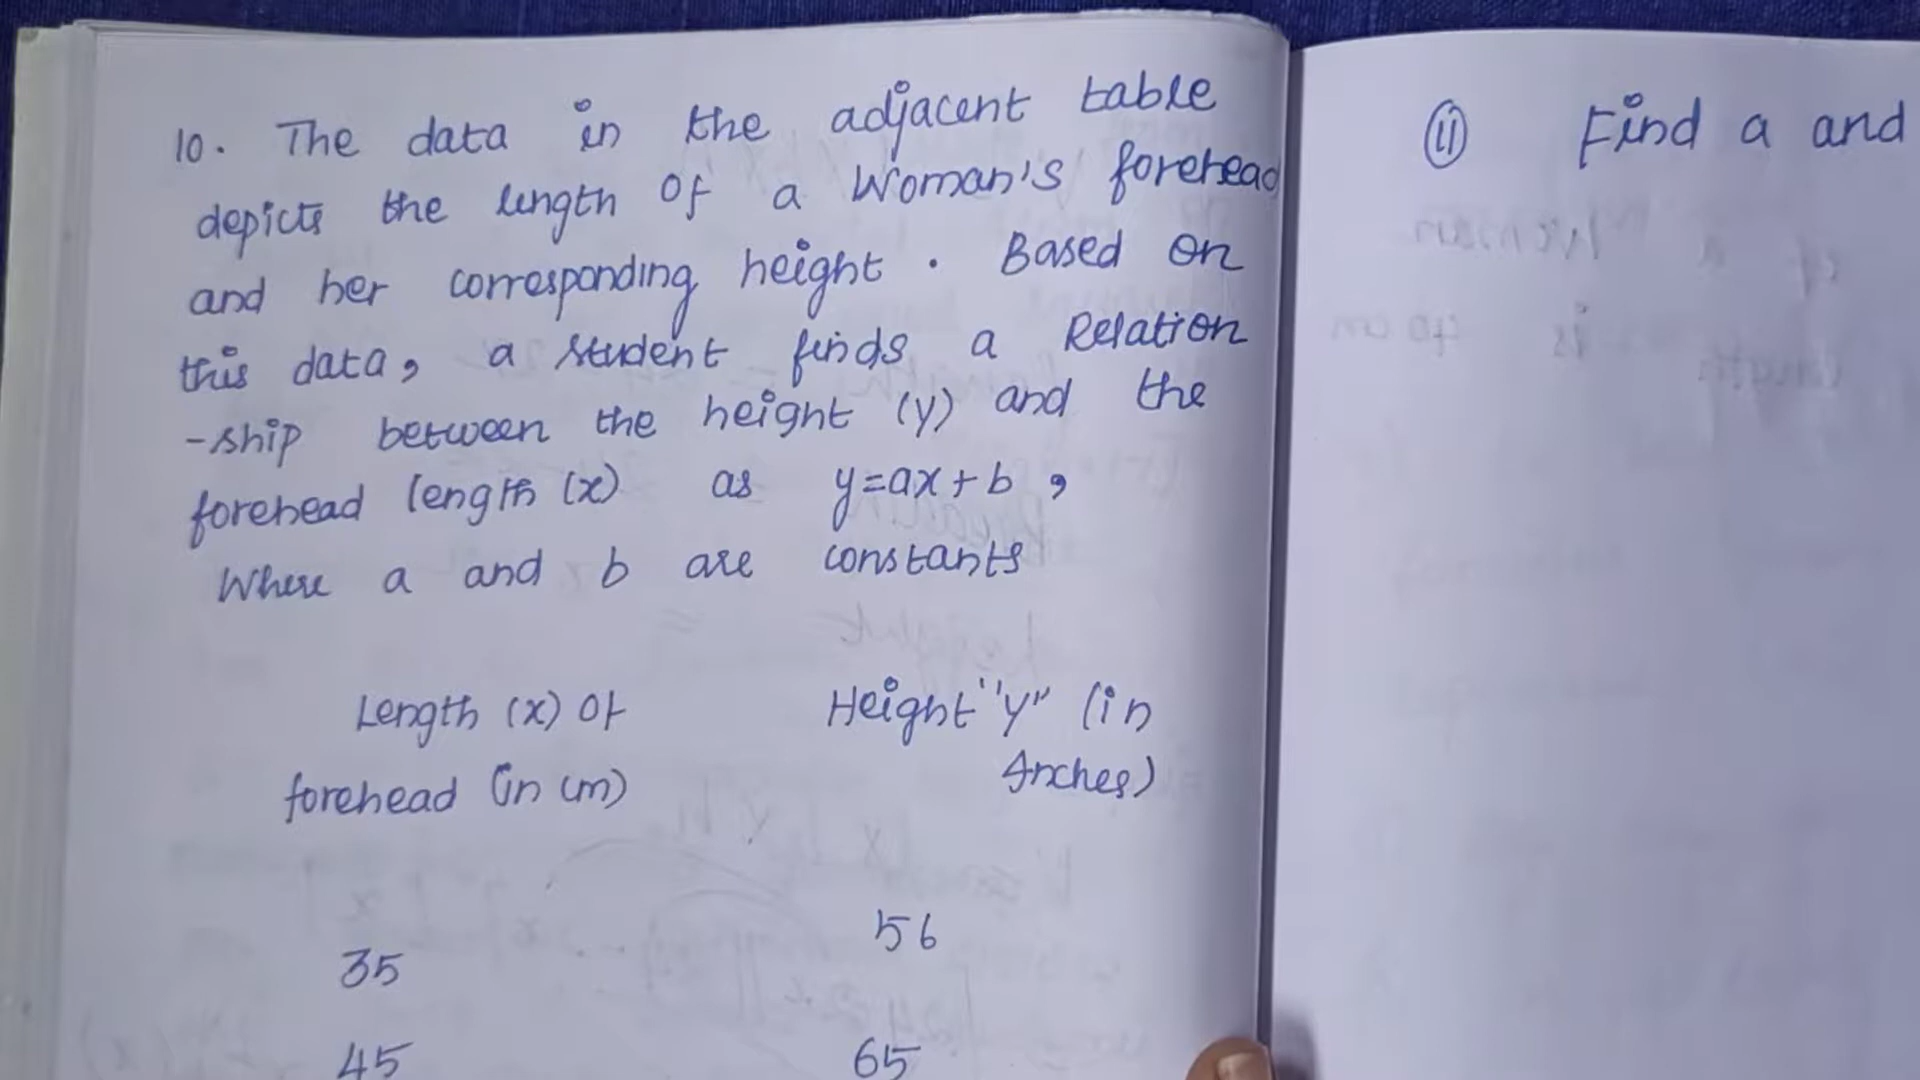 10. The data in the adjacent table
depicts the length of a Woman's forehead
and her corresponding height. Based on
this data, a student finds a Relation
-ship between the height (y) and the
forehead length (x) as y=ax+b,
Where a and b are constants
Length (x) of
forehead (in cm)
Height "y" (in
Inches)
35
56
45
65
(ii) Find a and